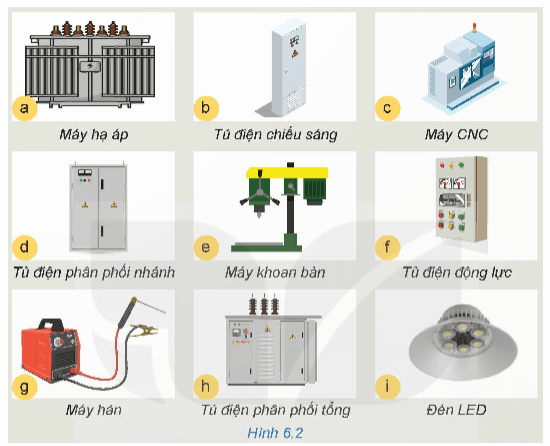 a
b
c
Máy hạ áp
Tủ điện chiếu sáng
Máy CNC
d
e
f
Tủ điện phân phối nhánh
Máy khoan bàn
Tủ điện động lực
g
h
i
Máy hàn
Tủ điện phân phối tổng
Đèn LED
Hình 6.2